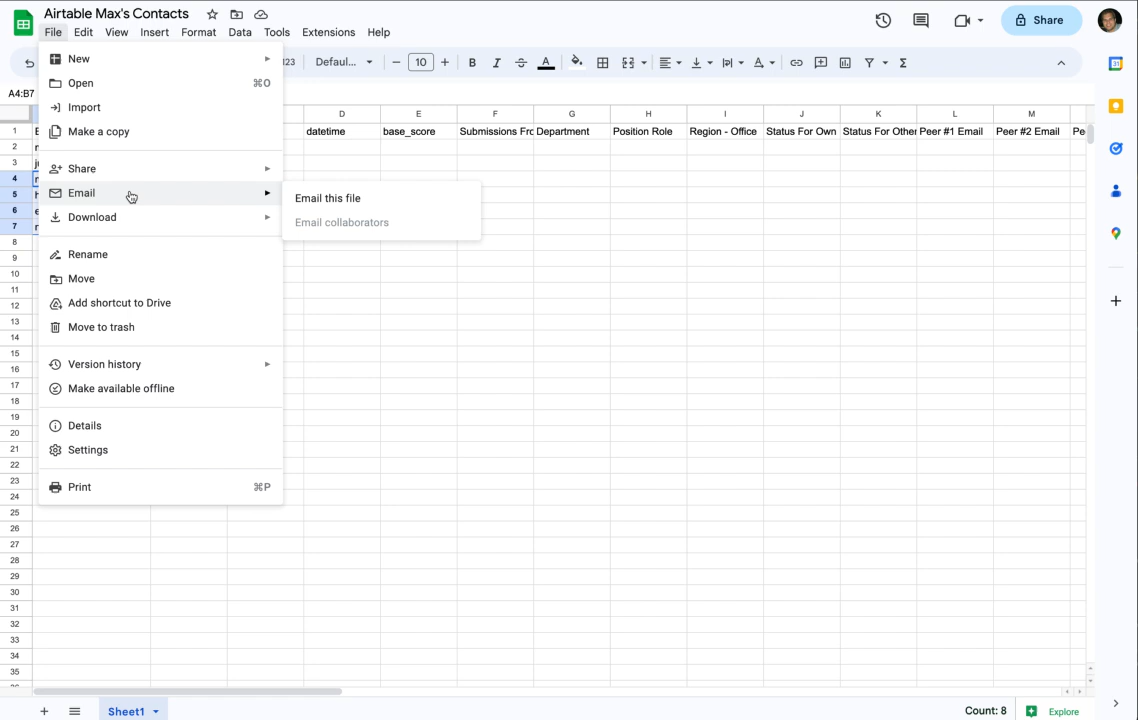 Airtable Max's Contacts
File Edit View Insert Format Data Tools Extensions Help
Share
123 Defaul... 10 B I A
A4:B7
New
Open ⌘O
Import
Make a copy
Share
Email
Download
Rename
Move
Add shortcut to Drive
Move to trash
Version history
Make available offline
Details
Settings
Print ⌘P
Email this file
Email collaborators
D E F G H I J K L M
1 E datetime base_score Submissions Frc Department Position Role Region - Office Status For Own Status For Other Peer #1 Email Peer #2 Email Pe
2
3
4
5
6
7
8
9
10
11
12
13
14
15
16
17
18
19
20
21
22
23
24
25
26
27
28
29
30
31
32
33
34
35
Sheet1
Count: 8
Explore
31